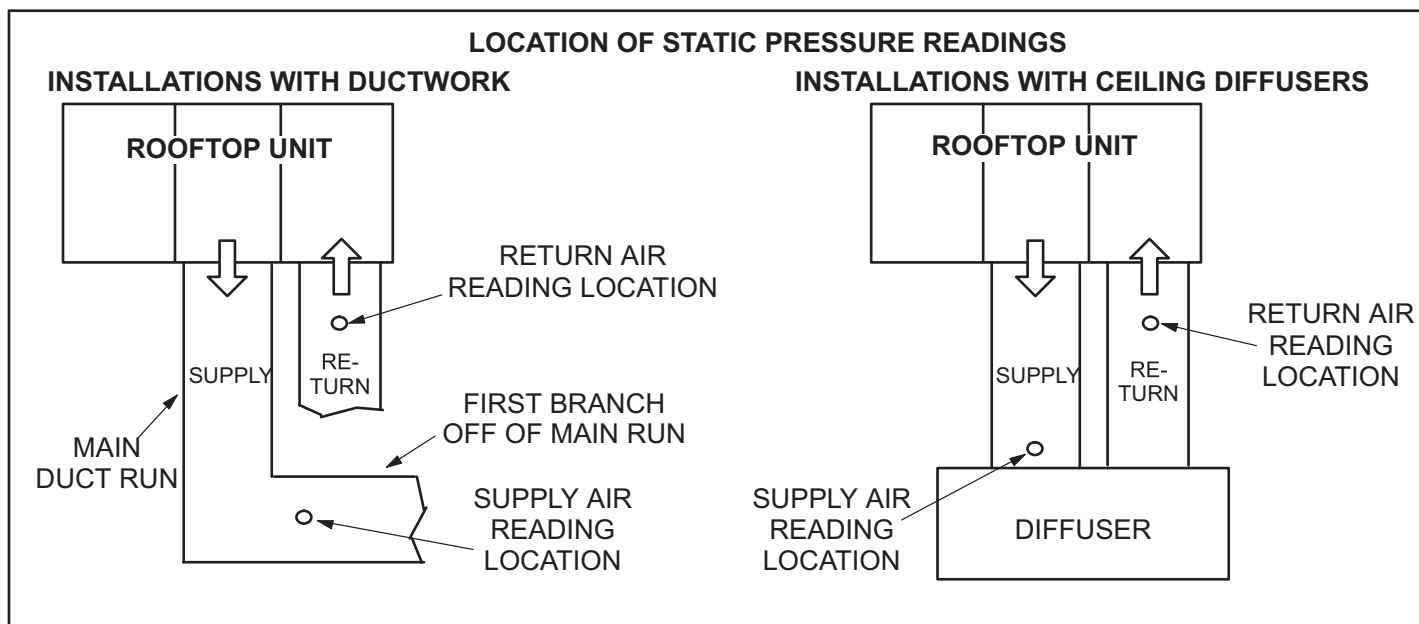 LOCATION OF STATIC PRESSURE READINGS
INSTALLATIONS WITH DUCTWORK
ROOFTOP UNIT
RETURN AIR
READING LOCATION
SUPPLY
RE-
TURN
FIRST BRANCH
OFF OF MAIN RUN
MAIN
DUCT RUN
SUPPLY AIR
READING
LOCATION
INSTALLATIONS WITH CEILING DIFFUSERS
ROOFTOP UNIT
RETURN AIR
READING
LOCATION
SUPPLY
RE-
TURN
SUPPLY AIR
READING
LOCATION
DIFFUSER